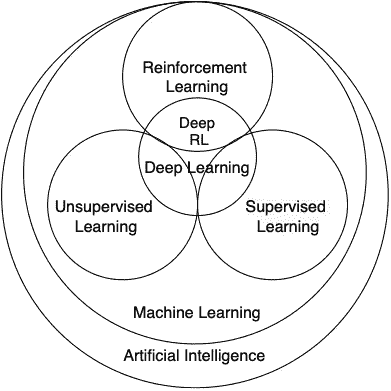 Reinforcement
Learning
Deep
RL
Deep Learning
Unsupervised
Learning
Supervised
Learning
Machine Learning
Artificial Intelligence